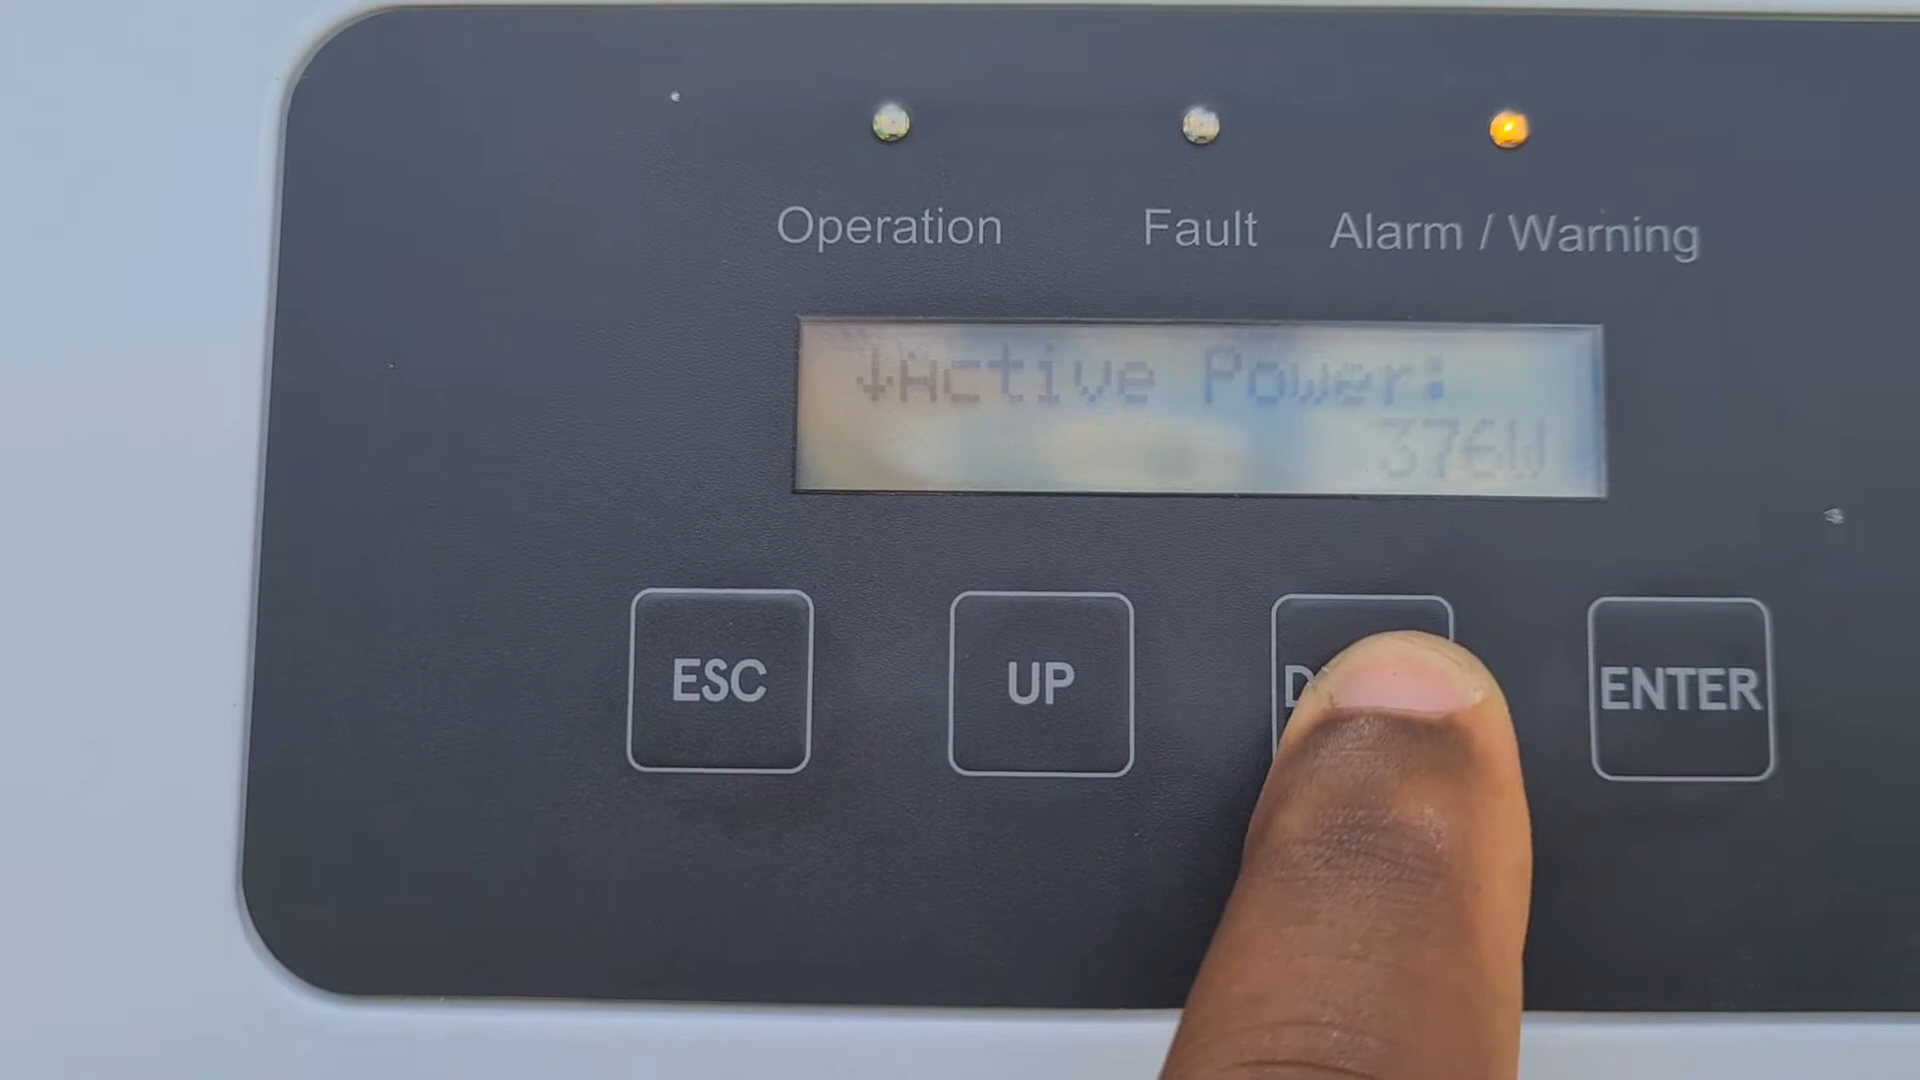 Operation
Fault
Alarm / Warning
↓Active Power:
376W
ESC
UP
ENTER